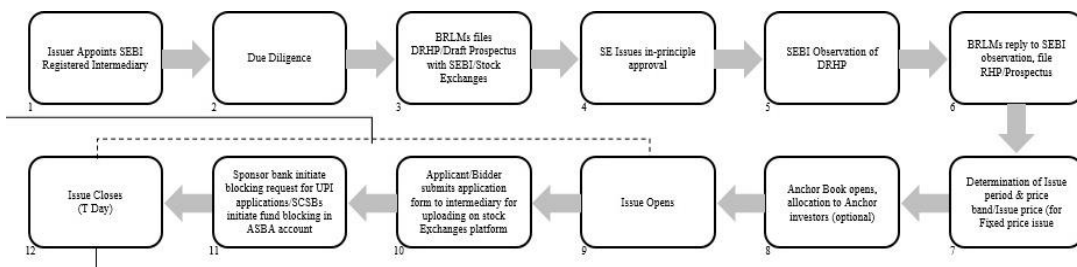 Issuer Appoints SEBI
Registered Intermediary
1
Due Diligence
2
BRLMs files
DRHP/Draft Prospectus
with SEBI/Stock
Exchanges
3
SE Issues in-principle
approval
4
SEBI Observation of
DRHP
5
BRLMs reply to SEBI
observation, file
RHP/Prospectus
6
Determination of Issue
period & price
band/Issue price (for
Fixed price issue
7
Anchor Book opens,
allocation to Anchor
investors (optional)
8
Issue Opens
9
Applicant/Bidder
submits application
form to intermediary for
uploading on stock
Exchanges platform
10
Sponsor bank initiate
blocking request for UPI
applications/SCSBs
initiate fund blocking in
ASBA account
11
Issue Closes
(T Day)
12